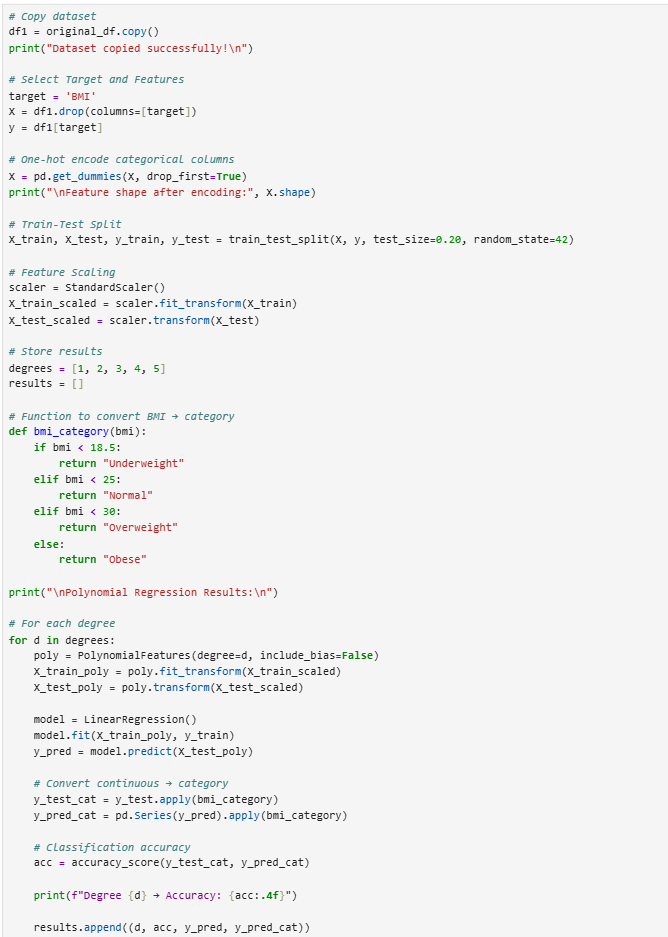 # Copy dataset
df1 = original_df.copy()
print("Dataset copied successfully!\n")

# Select Target and Features
target = 'BMI'
X = df1.drop(columns=[target])
y = df1[target]

# One-hot encode categorical columns
X = pd.get_dummies(X, drop_first=True)
print("\nFeature shape after encoding:", X.shape)

# Train-Test Split
X_train, X_test, y_train, y_test = train_test_split(X, y, test_size=0.20, random_state=42)

# Feature Scaling
scaler = StandardScaler()
X_train_scaled = scaler.fit_transform(X_train)
X_test_scaled = scaler.transform(X_test)

# Store results
degrees = [1, 2, 3, 4, 5]
results = []

# Function to convert BMI → category
def bmi_category(bmi):
    if bmi < 18.5:
        return "Underweight"
    elif bmi < 25:
        return "Normal"
    elif bmi < 30:
        return "Overweight"
    else:
        return "Obese"

print("\nPolynomial Regression Results:\n")

# For each degree
for d in degrees:
    poly = PolynomialFeatures(degree=d, include_bias=False)
    X_train_poly = poly.fit_transform(X_train_scaled)
    X_test_poly = poly.transform(X_test_scaled)

    model = LinearRegression()
    model.fit(X_train_poly, y_train)
    y_pred = model.predict(X_test_poly)

    # Convert continuous → category
    y_test_cat = y_test.apply(bmi_category)
    y_pred_cat = pd.Series(y_pred).apply(bmi_category)

    # Classification accuracy
    acc = accuracy_score(y_test_cat, y_pred_cat)

    print(f"Degree {d} → Accuracy: {acc:.4f}")

    results.append((d, acc, y_pred, y_pred_cat))